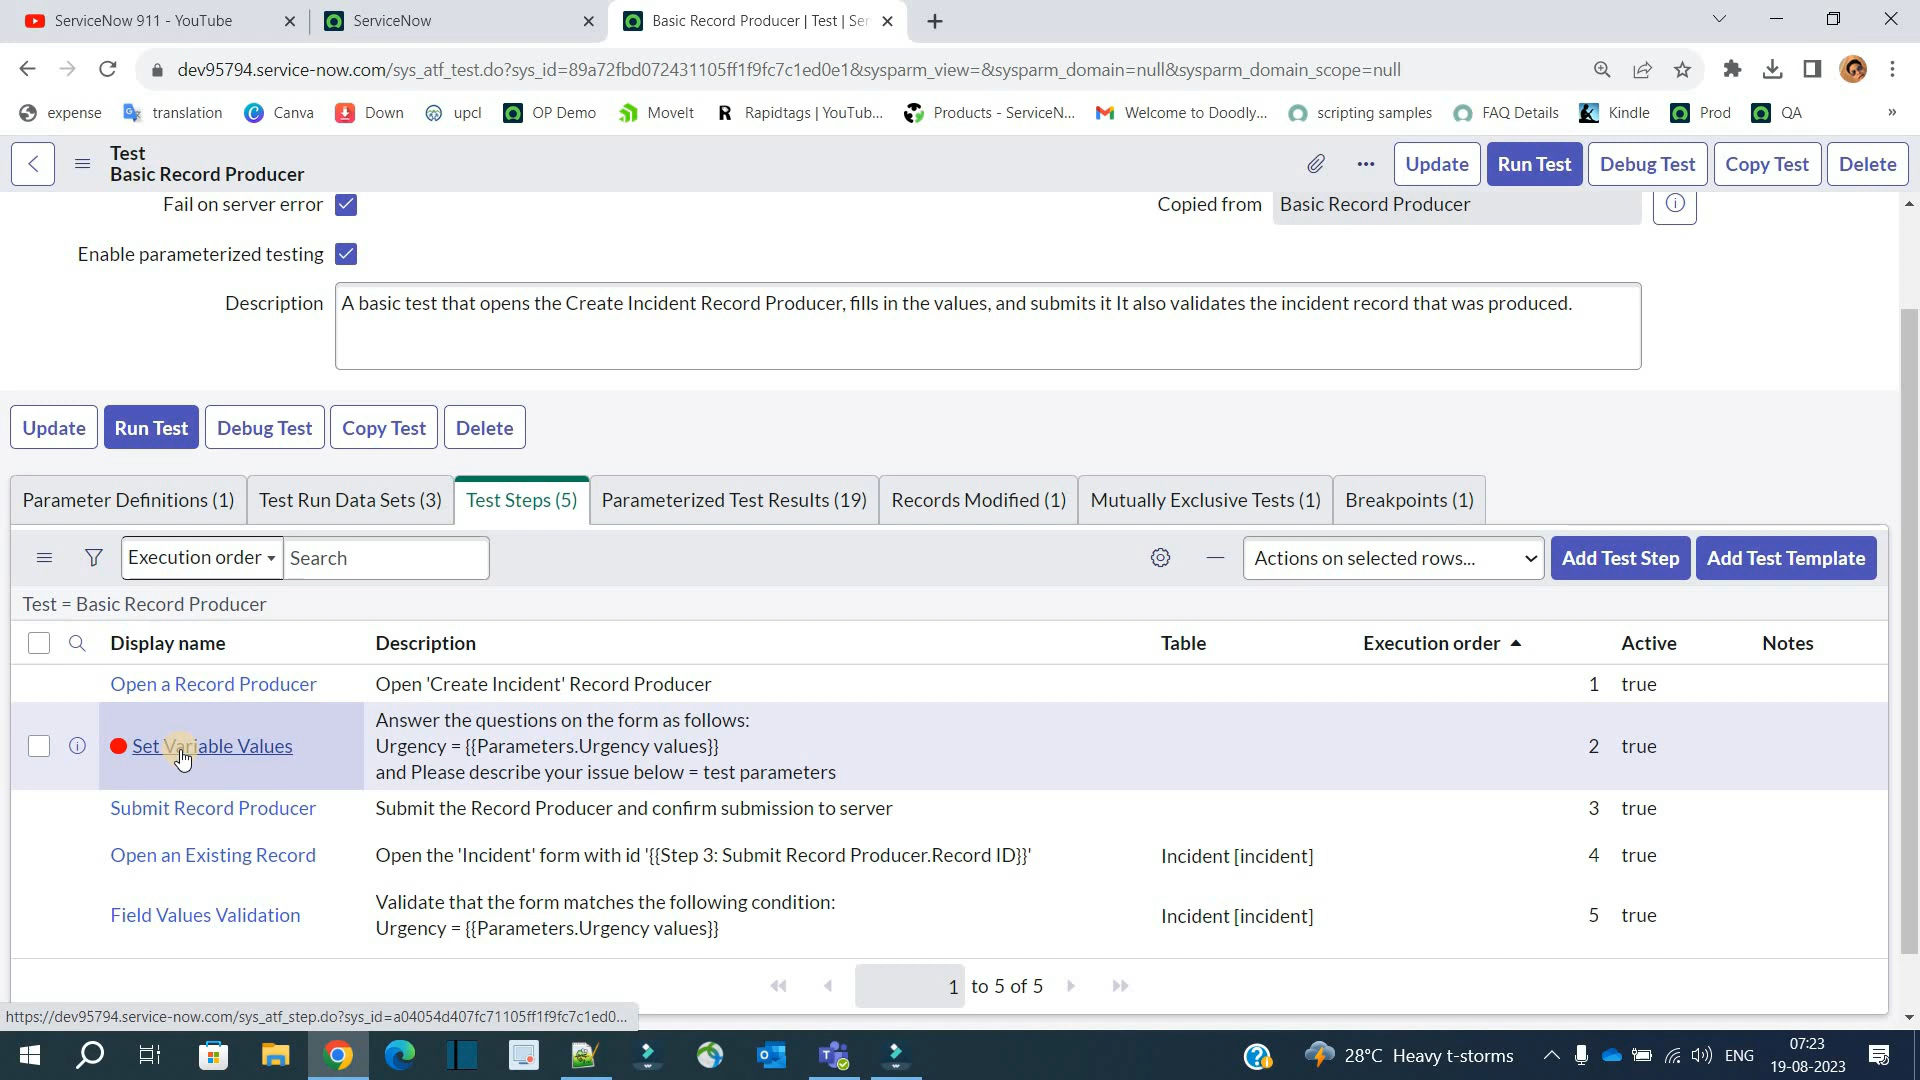 ServiceNow 911 - YouTube
ServiceNow
Basic Record Producer | Test | Ser
dev95794.service-now.com/sys_atf_test.do?sys_id=89a72fbd072431105ff1f9fc7c1ed0e1&sysparm_view=&sysparm_domain=null&sysparm_domain_scope=null
expense translation Canva Down upcl OP Demo MoveIt Rapidtags | YouTub... Products - ServiceN... Welcome to Doodly... scripting samples FAQ Details Kindle Prod QA »
Test
Basic Record Producer
Update Run Test Debug Test Copy Test Delete
Fail on server error
Copied from Basic Record Producer
Enable parameterized testing
Description A basic test that opens the Create Incident Record Producer, fills in the values, and submits it It also validates the incident record that was produced.
Update Run Test Debug Test Copy Test Delete
Parameter Definitions (1) Test Run Data Sets (3) Test Steps (5) Parameterized Test Results (19) Records Modified (1) Mutually Exclusive Tests (1) Breakpoints (1)
Execution order Search Actions on selected rows... Add Test Step Add Test Template
Test = Basic Record Producer
Display name Description Table Execution order Active Notes
Open a Record Producer Open 'Create Incident' Record Producer 1 true
Answer the questions on the form as follows:
Set Variable Values Urgency = {{Parameters.Urgency values}} 2 true
and Please describe your issue below = test parameters
Submit Record Producer Submit the Record Producer and confirm submission to server 3 true
Open an Existing Record Open the 'Incident' form with id '{{Step 3: Submit Record Producer.Record ID}}' Incident [incident] 4 true
Validate that the form matches the following condition:
Field Values Validation Incident [incident] 5 true
Urgency = {{Parameters.Urgency values}}
1 to 5 of 5
https://dev95794.service-now.com/sys_atf_step.do?sys_id=a04054d407fc71105ff1f9fc7c1ed0...
28°C Heavy t-storms ENG 07:23
19-08-2023